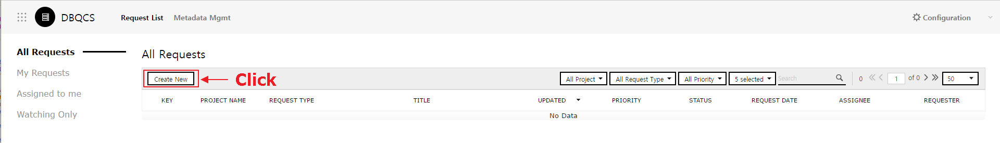 DBQCS Request List Metadata Mgmt Configuration
All Requests
My Requests
Assigned to me
Watching Only
All Requests
Create New Click All Project All Request Type All Priority 5 selected Search 0 1 of 0 50
KEY PROJECT NAME REQUEST TYPE TITLE UPDATED PRIORITY STATUS REQUEST DATE ASSIGNEE REQUESTER
No Data